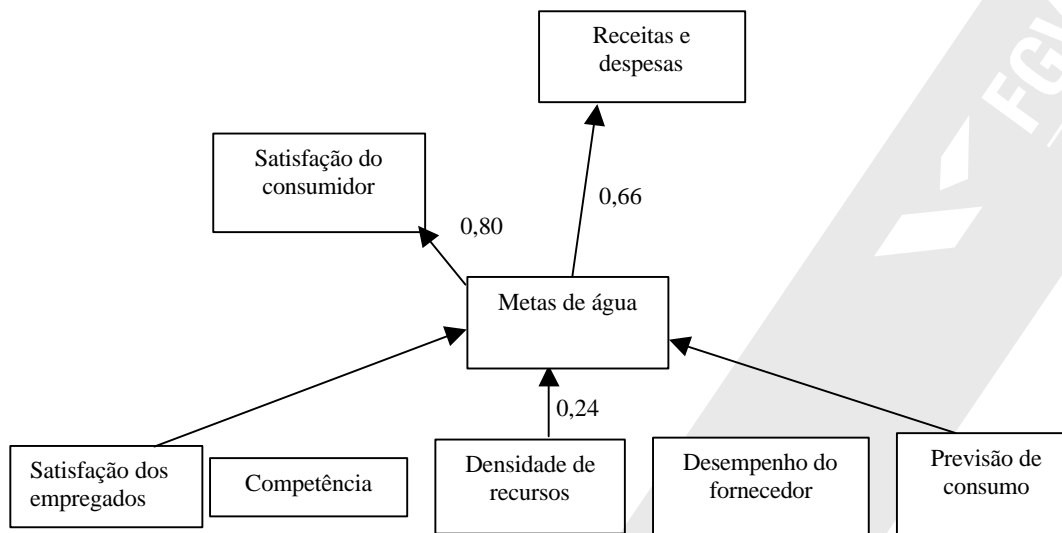 Receitas e
despesas
Satisfação do
consumidor
0,80
0,66
Metas de água
0,24
Satisfação dos
empregados
Competência
Densidade de
recursos
Desempenho do
fornecedor
Previsão de
consumo